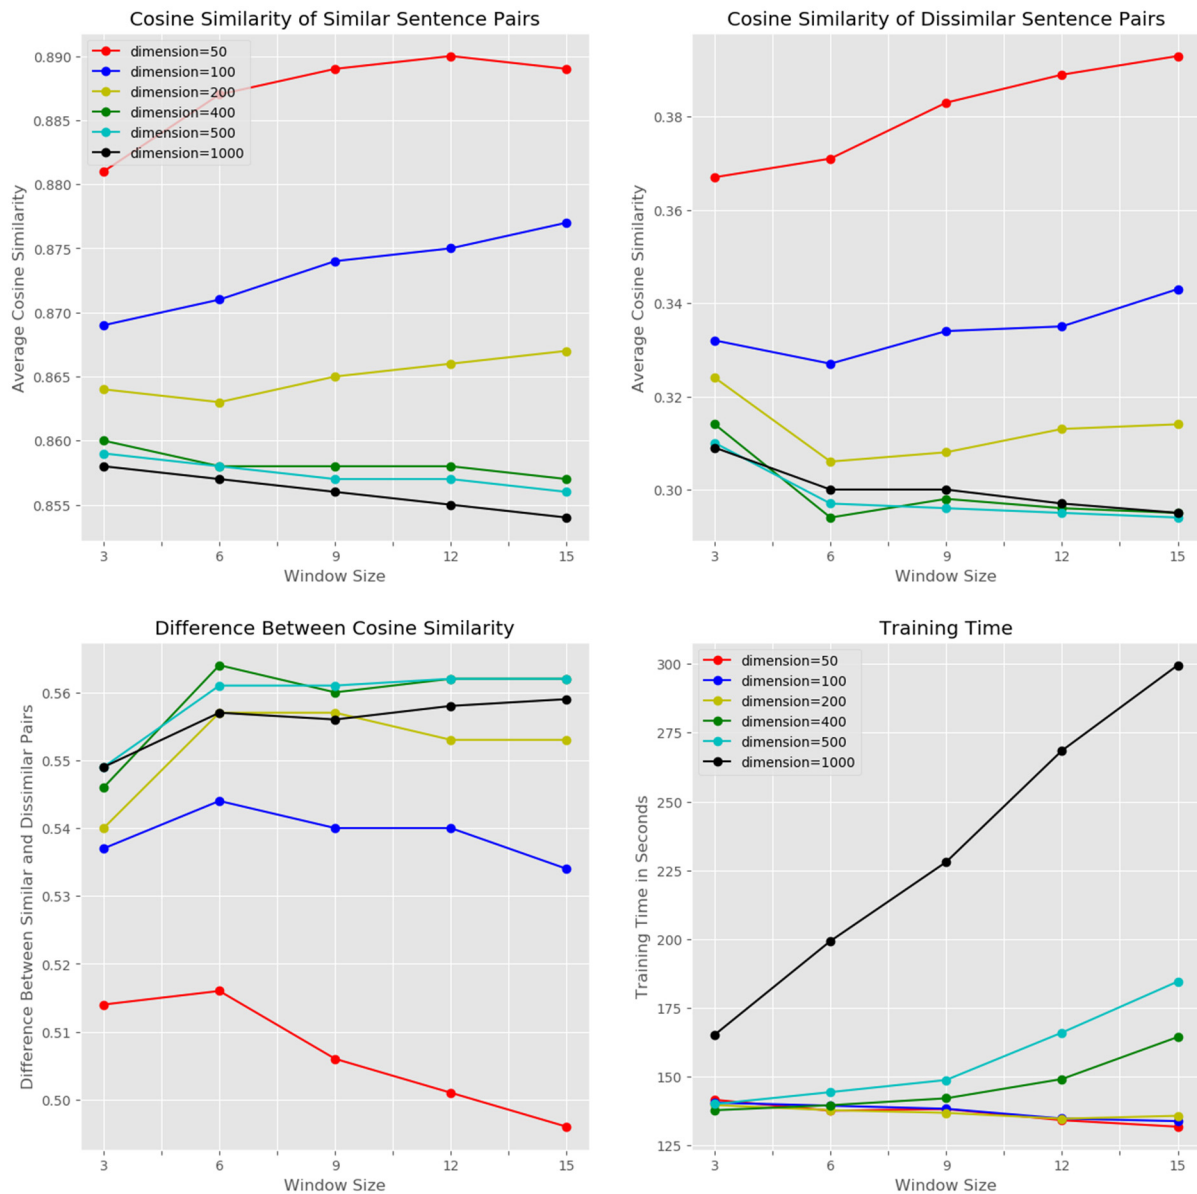 Cosine Similarity of Similar Sentence Pairs
dimension=50
dimension=100
dimension=200
dimension=400
dimension=500
dimension=1000
0.890
0.885
0.880
0.875
0.870
0.865
0.860
0.855
Average Cosine Similarity
3 6 9 12 15
Window Size
Cosine Similarity of Dissimilar Sentence Pairs
0.38
0.36
0.34
0.32
0.30
Average Cosine Similarity
3 6 9 12 15
Window Size
Difference Between Cosine Similarity
0.56
0.55
0.54
0.53
0.52
0.51
0.50
Difference Between Similar and Dissimilar Pairs
3 6 9 12 15
Window Size
Training Time
dimension=50
dimension=100
dimension=200
dimension=400
dimension=500
dimension=1000
300
275
250
225
200
175
150
125
Training Time in Seconds
3 6 9 12 15
Window Size